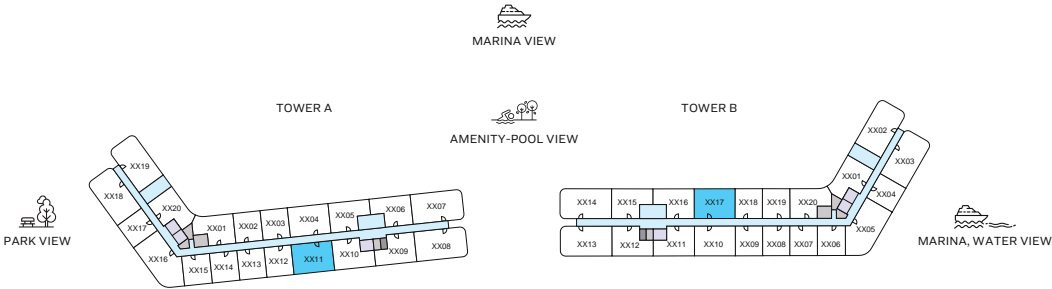 MARINA VIEW
TOWER A
TOWER B
AMENITY-POOL VIEW
PARK VIEW
MARINA, WATER VIEW
XX19
XX18
XX20
XX17
XX16
XX01
XX02
XX03
XX04
XX05
XX06
XX07
XX15
XX14
XX13
XX12
XX11
XX10
XX09
XX08
XX02
XX03
XX01
XX04
XX05
XX14
XX15
XX16
XX17
XX18
XX19
XX20
XX13
XX12
XX11
XX10
XX09
XX08
XX07
XX06